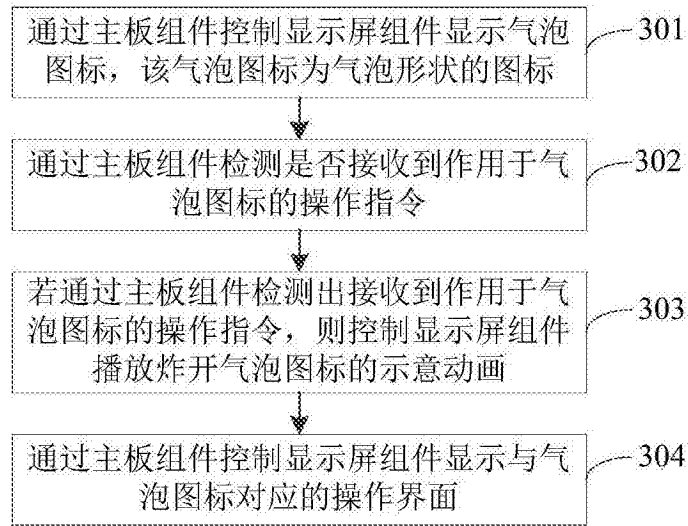 通过主板组件控制显示屏组件显示气泡
图标，该气泡图标为气泡形状的图标
301
通过主板组件检测是否接收到作用于气
泡图标的操作指令
302
若通过主板组件检测出接收到作用于气
泡图标的操作指令，则控制显示屏组件
播放炸开气泡图标的示意动画
303
通过主板组件控制显示屏组件显示与气
泡图标对应的操作界面
304